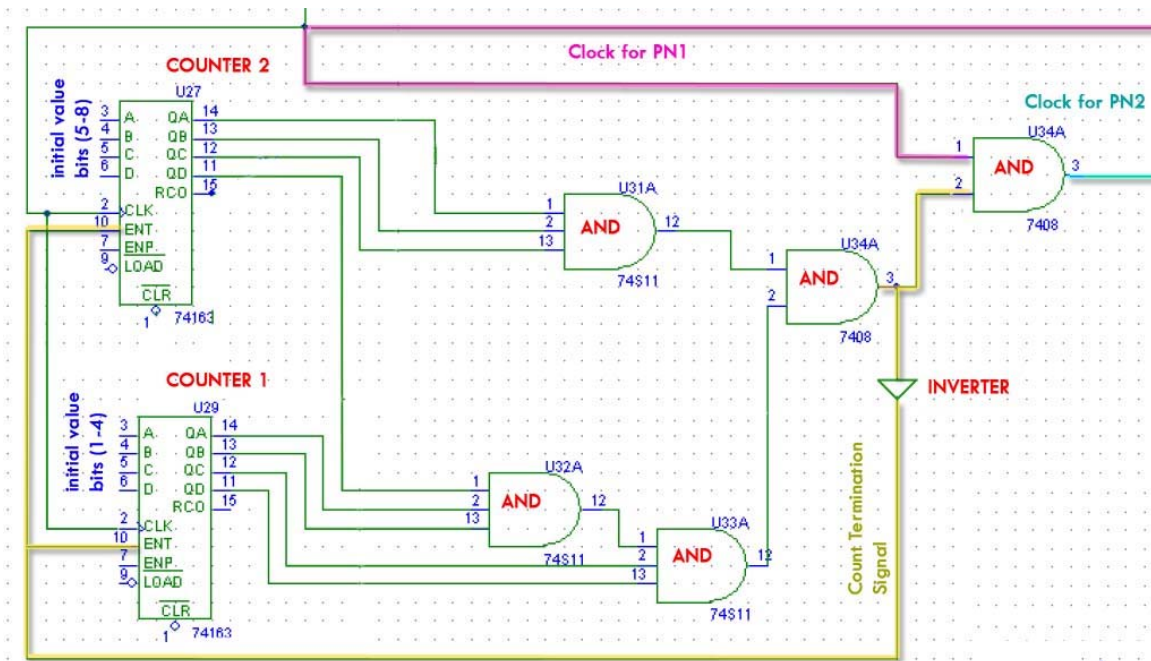 Clock for PN1
COUNTER 2
U27
initial value
bits (5-8)
3 A QA 14
4 B QB 13
5 C QC 12
6 D QD 11
RCO 15
2 CLK
10 ENT
7 ENP
9 LOAD
CLR
1
74163
Clock for PN2
U34A
1
AND
3
2
7408
U31A
1
2
13
AND
12
74S11
U34A
1
AND
3
2
7408
COUNTER 1
U29
initial value
bits (1-4)
3 A QA 14
4 B QB 13
5 C QC 12
6 D QD 11
RCO 15
2 CLK
10 ENT
7 ENP
9 LOAD
CLR
1
74163
INVERTER
U32A
1
2
13
AND
12
74S11
U33A
1
2
13
AND
12
74S11
Count Termination
Signal